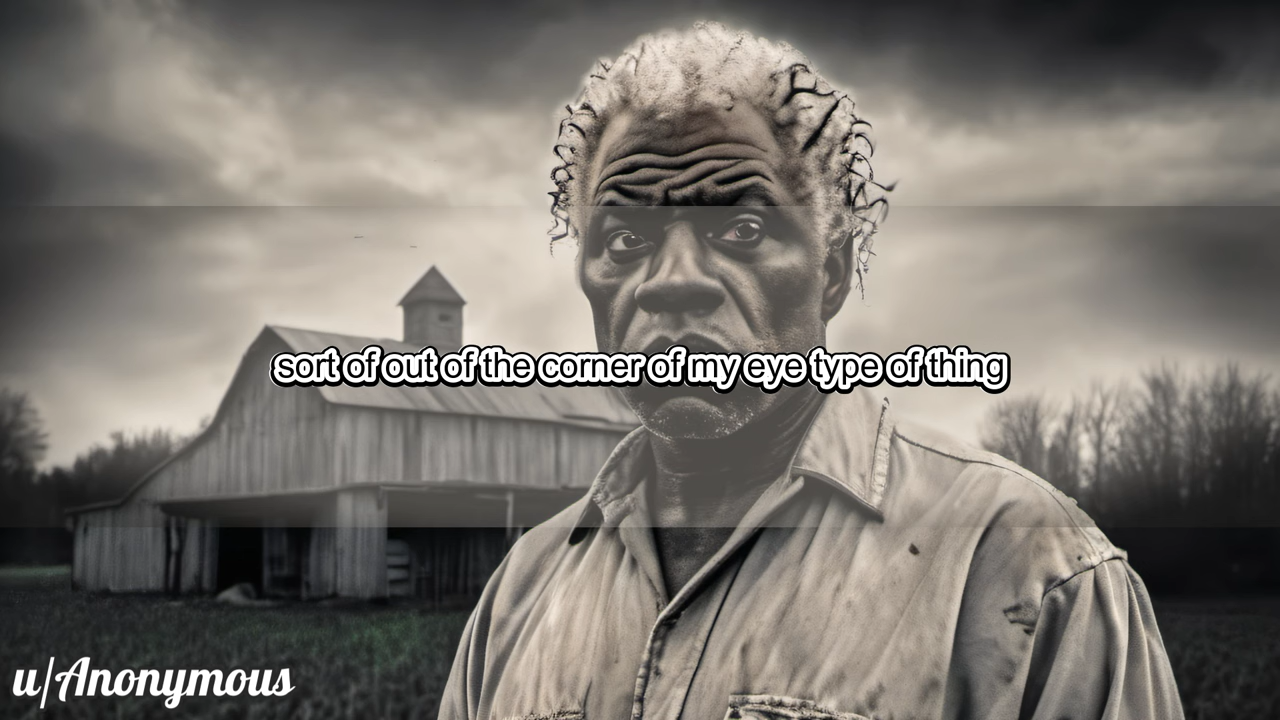 sort of out of the corner of my eye type of thing
u/Anonymous